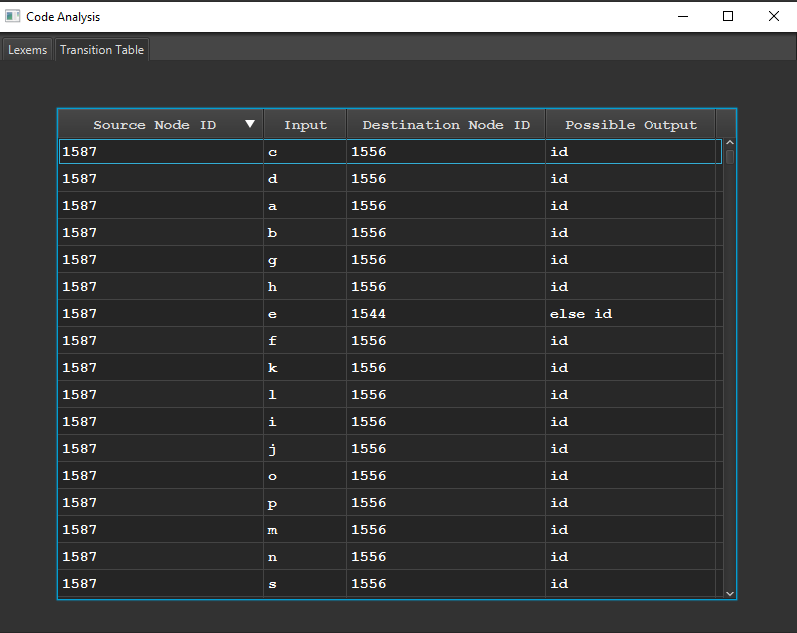 Code Analysis
Lexems Transition Table
Source Node ID Input Destination Node ID Possible Output
1587 c 1556 id
1587 d 1556 id
1587 a 1556 id
1587 b 1556 id
1587 g 1556 id
1587 h 1556 id
1587 e 1544 else id
1587 f 1556 id
1587 k 1556 id
1587 l 1556 id
1587 i 1556 id
1587 j 1556 id
1587 o 1556 id
1587 p 1556 id
1587 m 1556 id
1587 n 1556 id
1587 s 1556 id